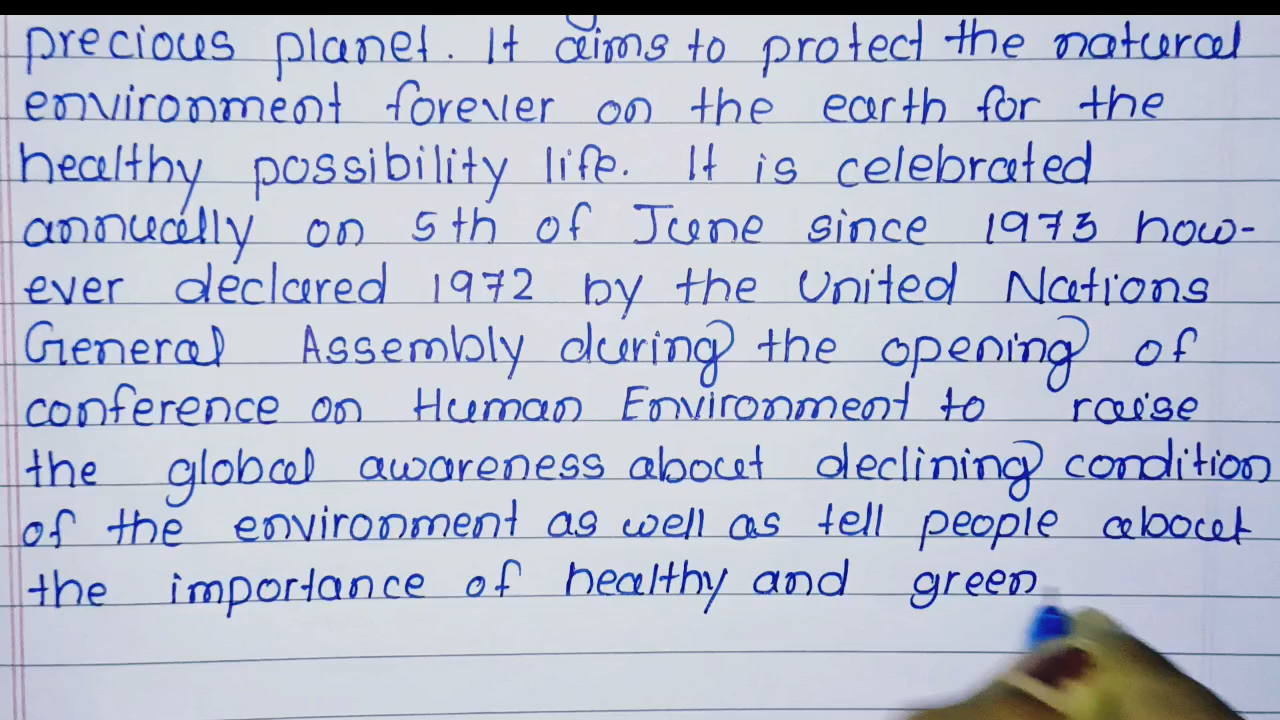 precious planet. It aims to protect the natural
environment forever on the earth for the
healthy possibility life. It is celebrated
annually on 5th of June since 1973 how-
ever declared 1972 by the United Nations
General Assembly during the opening of
conference on Human Environment to raise
the global awareness about declining condition
of the environment as well as tell people about
the importance of healthy and green